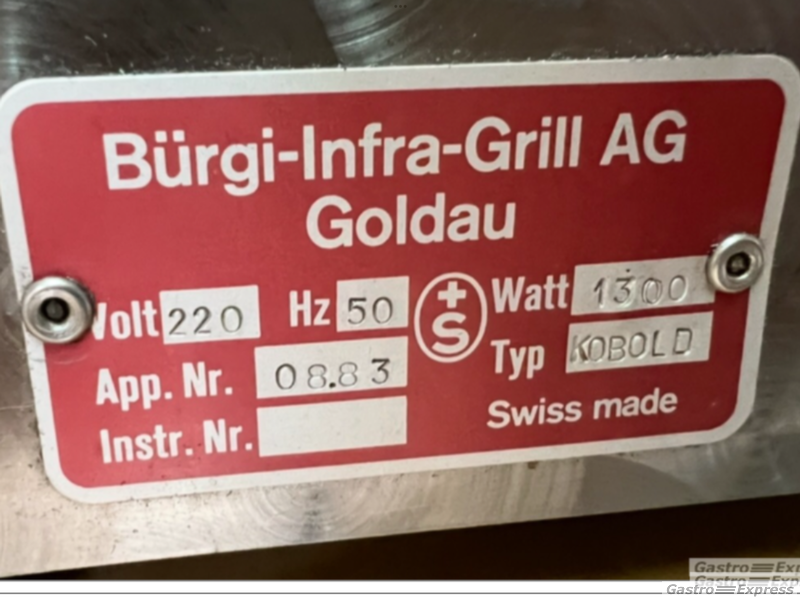 Bürgi-Infra-Grill AG
Goldau
Volt 220 Hz 50 +S Watt 1300
App. Nr. 08.83 Typ KOBOLD
Instr. Nr. Swiss made
Gastro Express